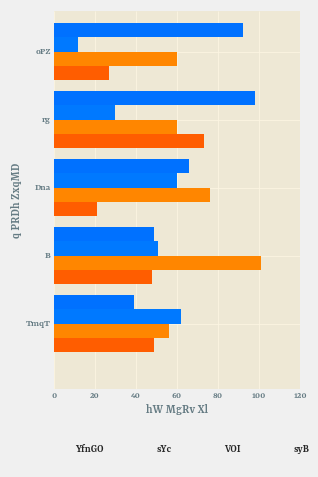 q PRDh ZxqMD
oPZ
rg
Dna
B
TmqT
0 20 40 60 80 100 120
hW MgRv Xl
YfnGO sYc VOI syB